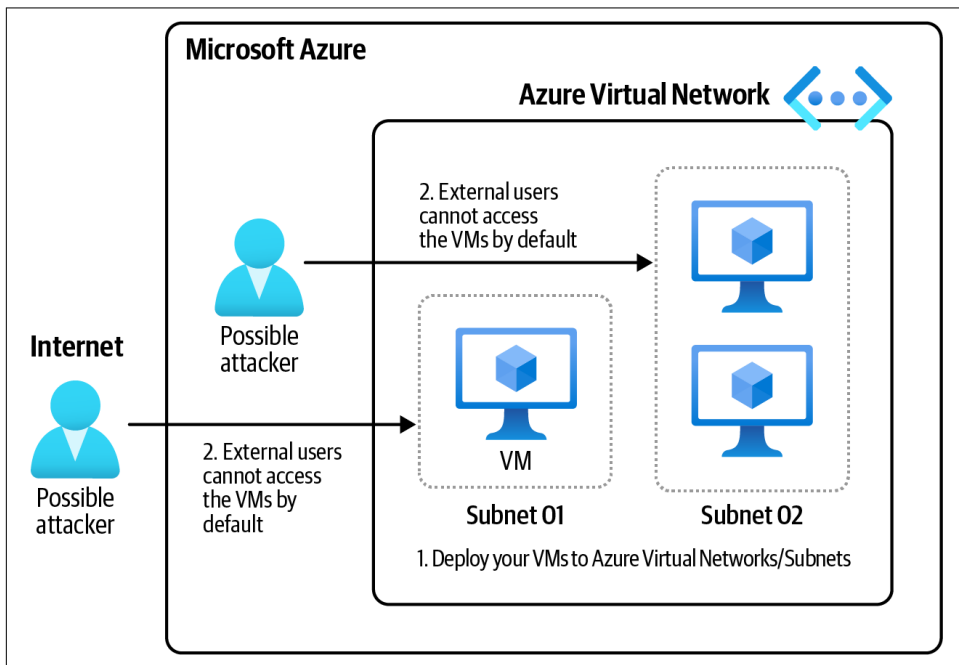 Microsoft Azure
Azure Virtual Network
2. External users
cannot access
the VMs by default
Possible
attacker
Internet
Possible
attacker
2. External users
cannot access
the VMs by
default
VM
Subnet 01
Subnet 02
1. Deploy your VMs to Azure Virtual Networks/Subnets